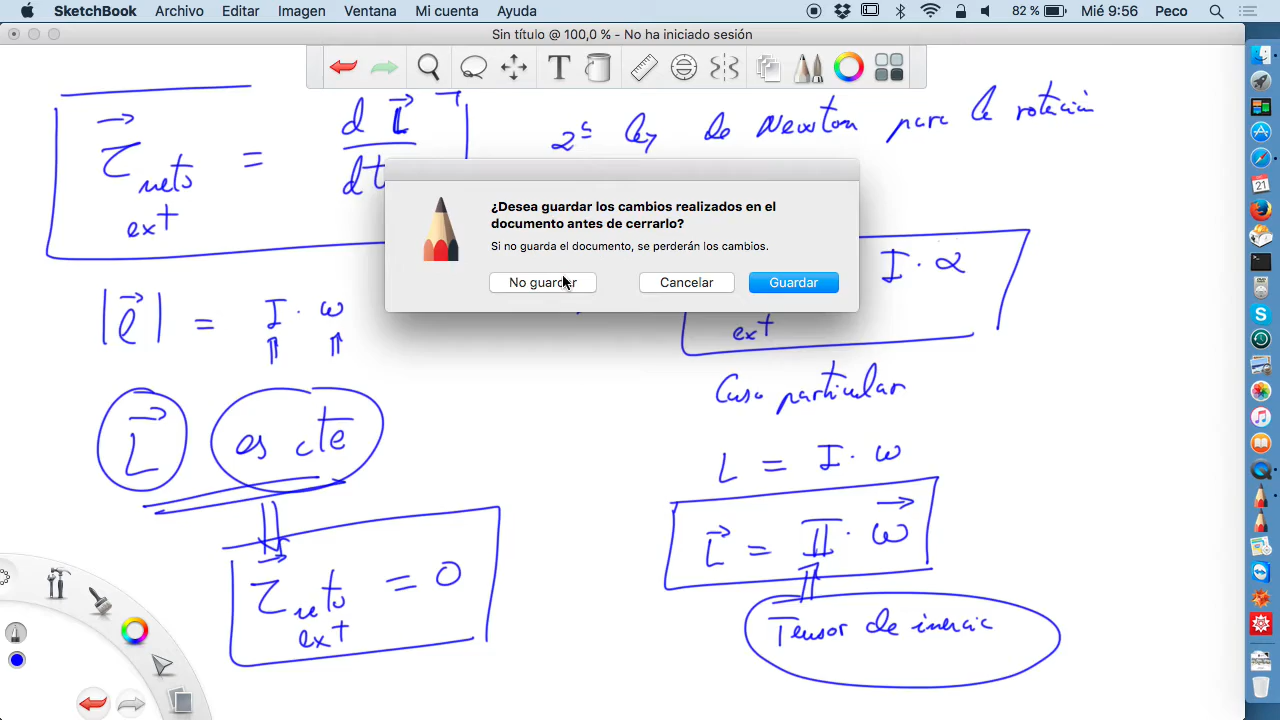 SketchBook Archivo Editar Imagen Ventana Mi cuenta Ayuda 82 % Mié 9:56 Peco
Sin título @ 100,0 % - No ha iniciado sesión
τ⃗ neto ext = dL⃗/dt
2ª ley de Newton para la rotación
¿Desea guardar los cambios realizados en el
documento antes de cerrarlo?
Si no guarda el documento, se perderán los cambios.
No guardar Cancelar Guardar
I · α
ext
|ℓ⃗| = I · ω
Caso particular
L⃗ es cte
L = I · ω
L⃗ = II · ω⃗
τ⃗ neto ext = 0
Tensor de inercia